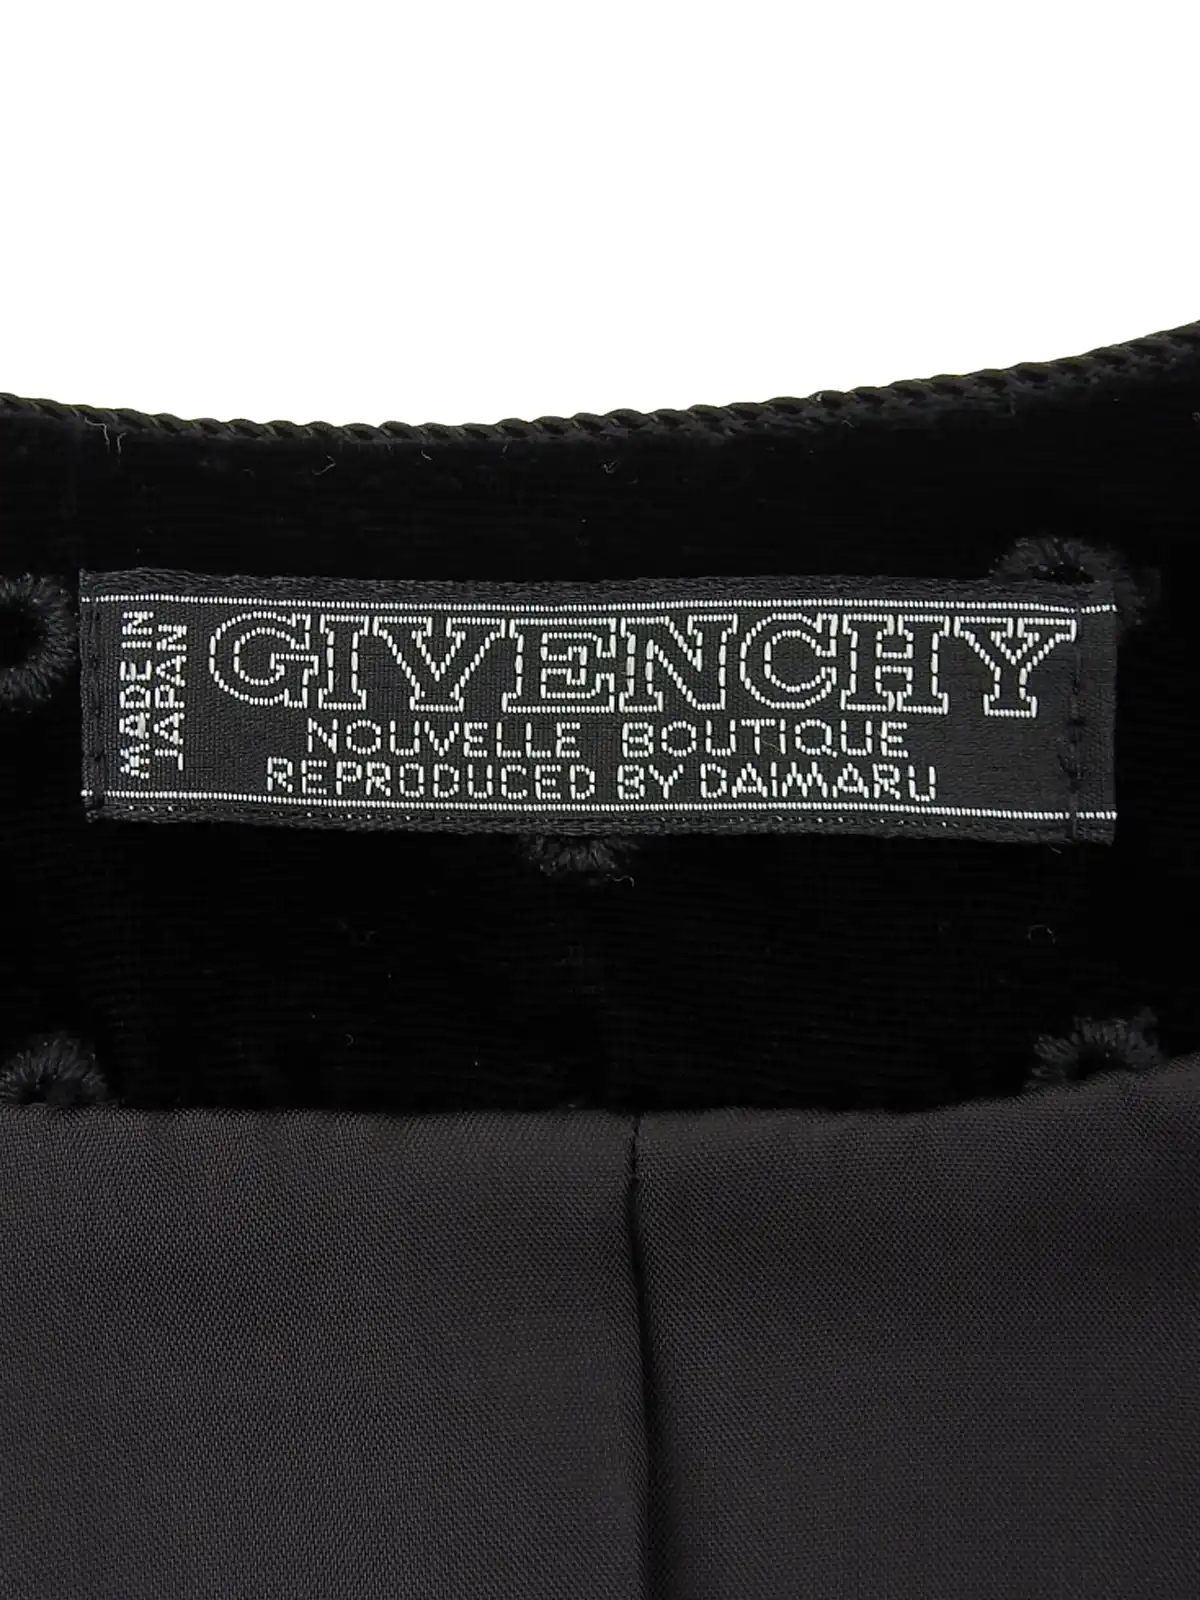 MADE IN
JAPAN
GIVENCHY
NOUVELLE BOUTIQUE
REPRODUCED BY DAIMARU